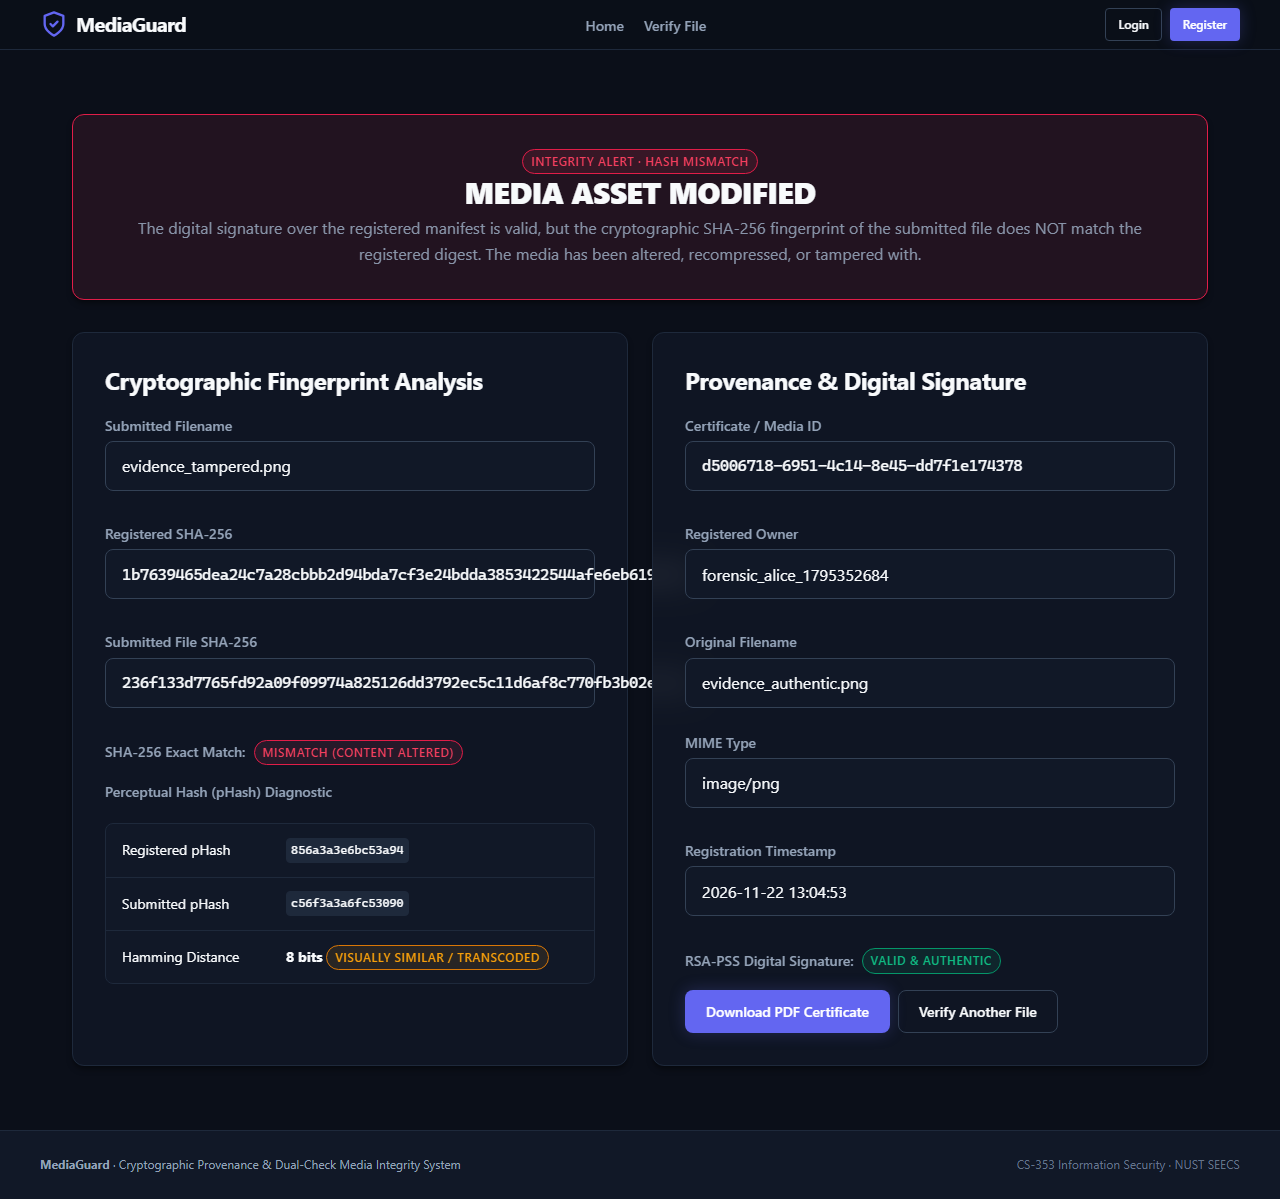 MediaGuard
Home
Verify File
Login
Register
INTEGRITY ALERT · HASH MISMATCH
MEDIA ASSET MODIFIED
The digital signature over the registered manifest is valid, but the cryptographic SHA-256 fingerprint of the submitted file does NOT match the
registered digest. The media has been altered, recompressed, or tampered with.
Cryptographic Fingerprint Analysis
Submitted Filename
evidence_tampered.png
Registered SHA-256
1b7639465dea24c7a28cbbb2d94bda7cf3e24bdda3853422544afe6eb619
Submitted File SHA-256
236f133d7765fd92a09f09974a825126dd3792ec5c11d6af8c770fb3b02e
SHA-256 Exact Match: MISMATCH (CONTENT ALTERED)
Perceptual Hash (pHash) Diagnostic
Registered pHash 856a3a3e6bc53a94
Submitted pHash c56f3a3a6fc53090
Hamming Distance 8 bits VISUALLY SIMILAR / TRANSCODED
Provenance & Digital Signature
Certificate / Media ID
d5006718-6951-4c14-8e45-dd7f1e174378
Registered Owner
forensic_alice_1795352684
Original Filename
evidence_authentic.png
MIME Type
image/png
Registration Timestamp
2026-11-22 13:04:53
RSA-PSS Digital Signature: VALID & AUTHENTIC
Download PDF Certificate
Verify Another File
MediaGuard · Cryptographic Provenance & Dual-Check Media Integrity System
CS-353 Information Security · NUST SEECS